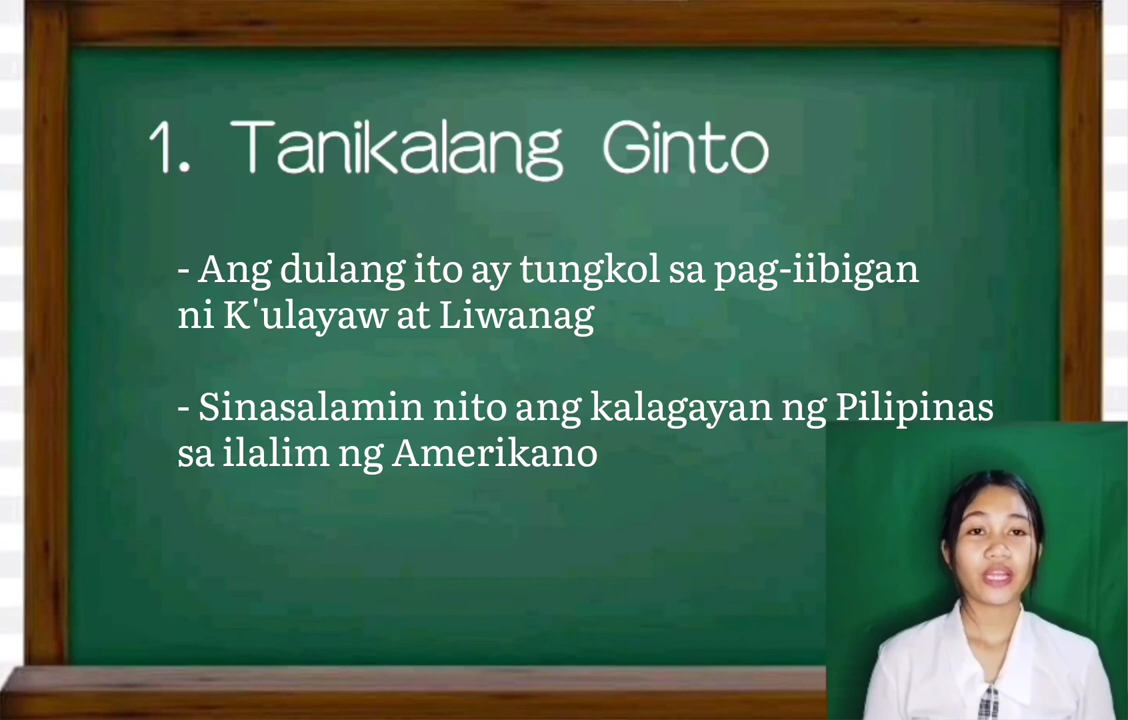 1. Tanikalang Ginto
- Ang dulang ito ay tungkol sa pag-iibigan
ni K'ulayaw at Liwanag
- Sinasalamin nito ang kalagayan ng Pilipinas
sa ilalim ng Amerikano